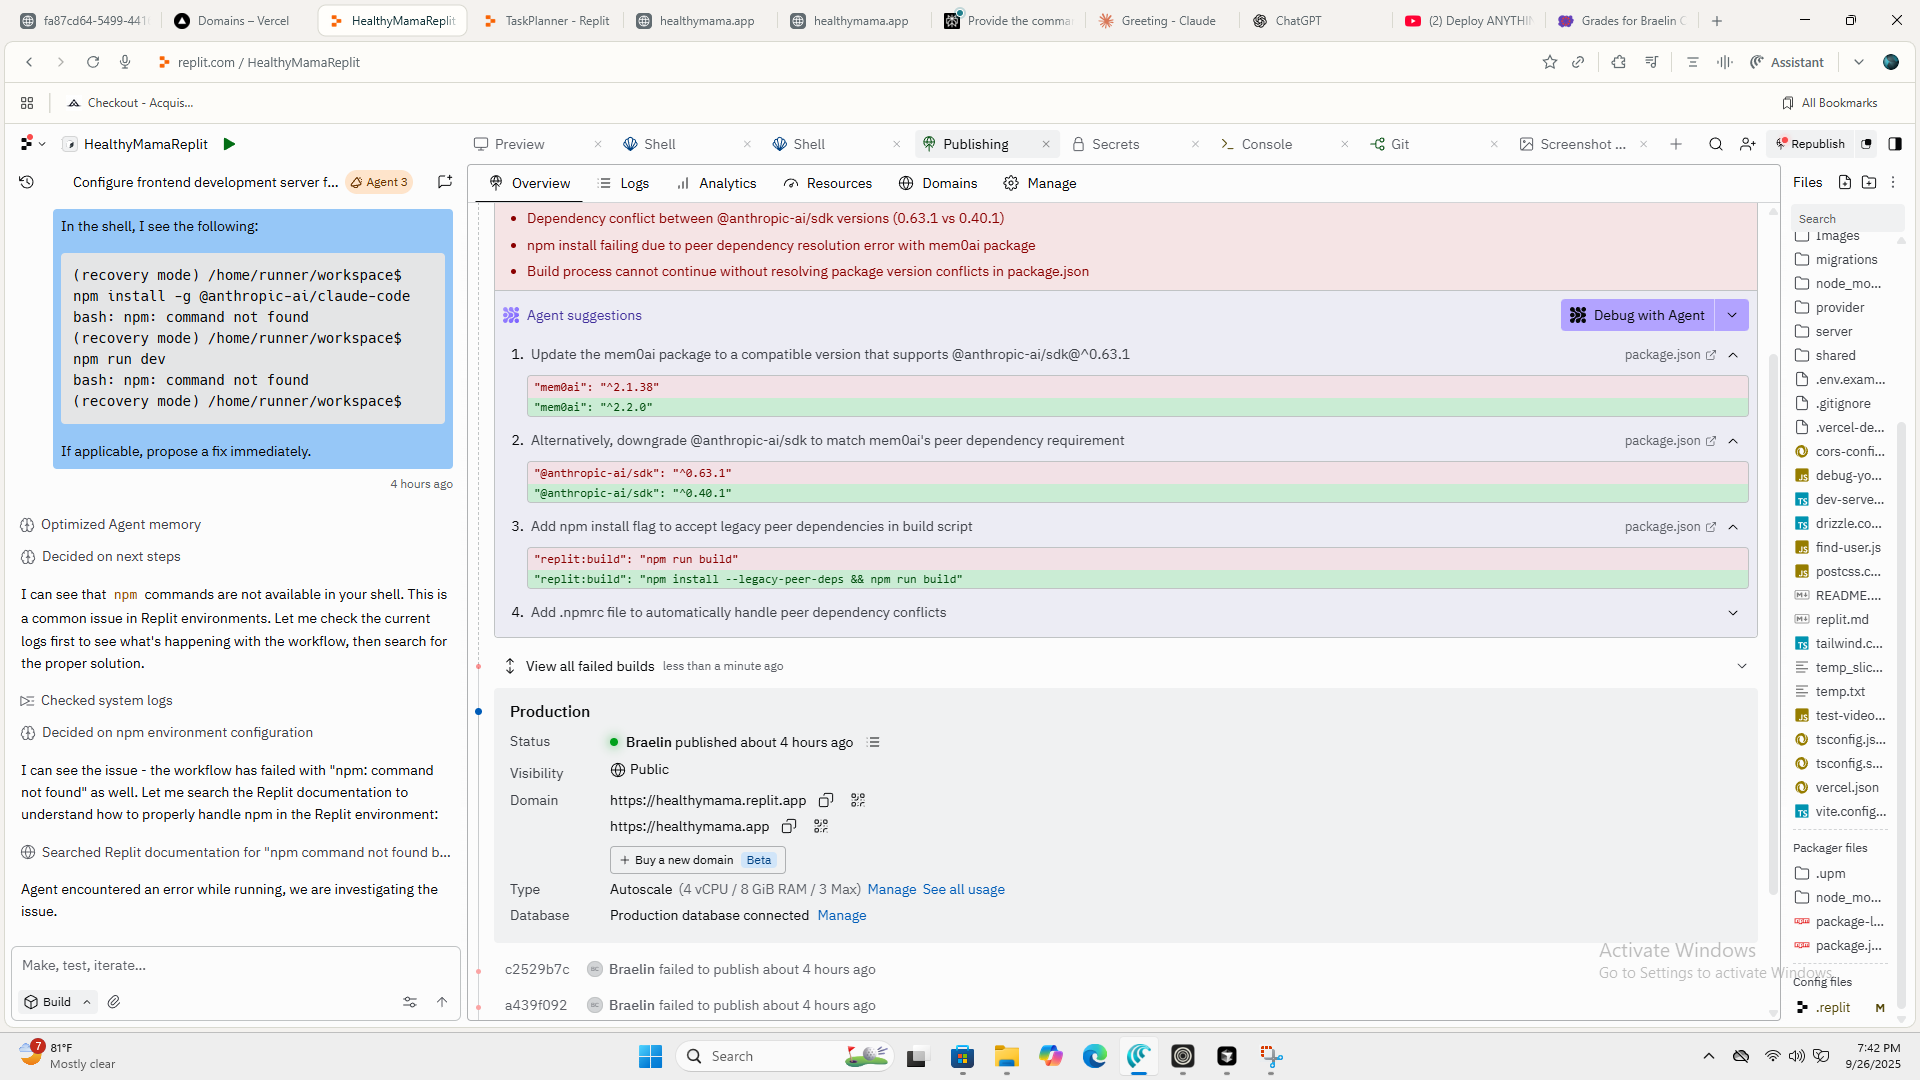 fa87cd64-5499-441
Domains – Vercel
HealthyMamaReplit
TaskPlanner - Replit
healthymama.app
healthymama.app
Provide the comma
Greeting - Claude
ChatGPT
(2) Deploy ANYTHIN
Grades for Braelin C
replit.com / HealthyMamaReplit
Assistant
Checkout - Acquis...
All Bookmarks
HealthyMamaReplit
Preview
Shell
Shell
Publishing
Secrets
Console
Git
Screenshot ...
Republish
Configure frontend development server f...
Agent 3
In the shell, I see the following:
(recovery mode) /home/runner/workspace$
npm install -g @anthropic-ai/claude-code
bash: npm: command not found
(recovery mode) /home/runner/workspace$
npm run dev
bash: npm: command not found
(recovery mode) /home/runner/workspace$
If applicable, propose a fix immediately.
4 hours ago
Optimized Agent memory
Decided on next steps
I can see that npm commands are not available in your shell. This is
a common issue in Replit environments. Let me check the current
logs first to see what's happening with the workflow, then search for
the proper solution.
Checked system logs
Decided on npm environment configuration
I can see the issue - the workflow has failed with "npm: command
not found" as well. Let me search the Replit documentation to
understand how to properly handle npm in the Replit environment:
Searched Replit documentation for "npm command not found b...
Agent encountered an error while running, we are investigating the
issue.
Make, test, iterate...
Build
Overview
Logs
Analytics
Resources
Domains
Manage
• Dependency conflict between @anthropic-ai/sdk versions (0.63.1 vs 0.40.1)
• npm install failing due to peer dependency resolution error with mem0ai package
• Build process cannot continue without resolving package version conflicts in package.json
Agent suggestions
Debug with Agent
1. Update the mem0ai package to a compatible version that supports @anthropic-ai/sdk@^0.63.1
package.json
"mem0ai": "^2.1.38"
"mem0ai": "^2.2.0"
2. Alternatively, downgrade @anthropic-ai/sdk to match mem0ai's peer dependency requirement
package.json
"@anthropic-ai/sdk": "^0.63.1"
"@anthropic-ai/sdk": "^0.40.1"
3. Add npm install flag to accept legacy peer dependencies in build script
package.json
"replit:build": "npm run build"
"replit:build": "npm install --legacy-peer-deps && npm run build"
4. Add .npmrc file to automatically handle peer dependency conflicts
View all failed builds less than a minute ago
Production
Status
Braelin published about 4 hours ago
Visibility
Public
Domain
https://healthymama.replit.app
https://healthymama.app
+ Buy a new domain Beta
Type
Autoscale (4 vCPU / 8 GiB RAM / 3 Max) Manage See all usage
Database
Production database connected Manage
c2529b7c BC Braelin failed to publish about 4 hours ago
a439f092 BC Braelin failed to publish about 4 hours ago
Files
Search
Images
migrations
node_mo...
provider
server
shared
.env.exam...
.gitignore
.vercel-de...
cors-confi...
debug-yo...
dev-serve...
drizzle.co...
find-user.js
postcss.c...
README....
replit.md
tailwind.c...
temp_slic...
temp.txt
test-video...
tsconfig.js...
tsconfig.s...
vercel.json
vite.config...
Packager files
.upm
node_mo...
package-l...
package.j...
Config files
.replit M
Activate Windows
Go to Settings to activate Windows.
7
81°F
Mostly clear
Search
7:42 PM
9/26/2025